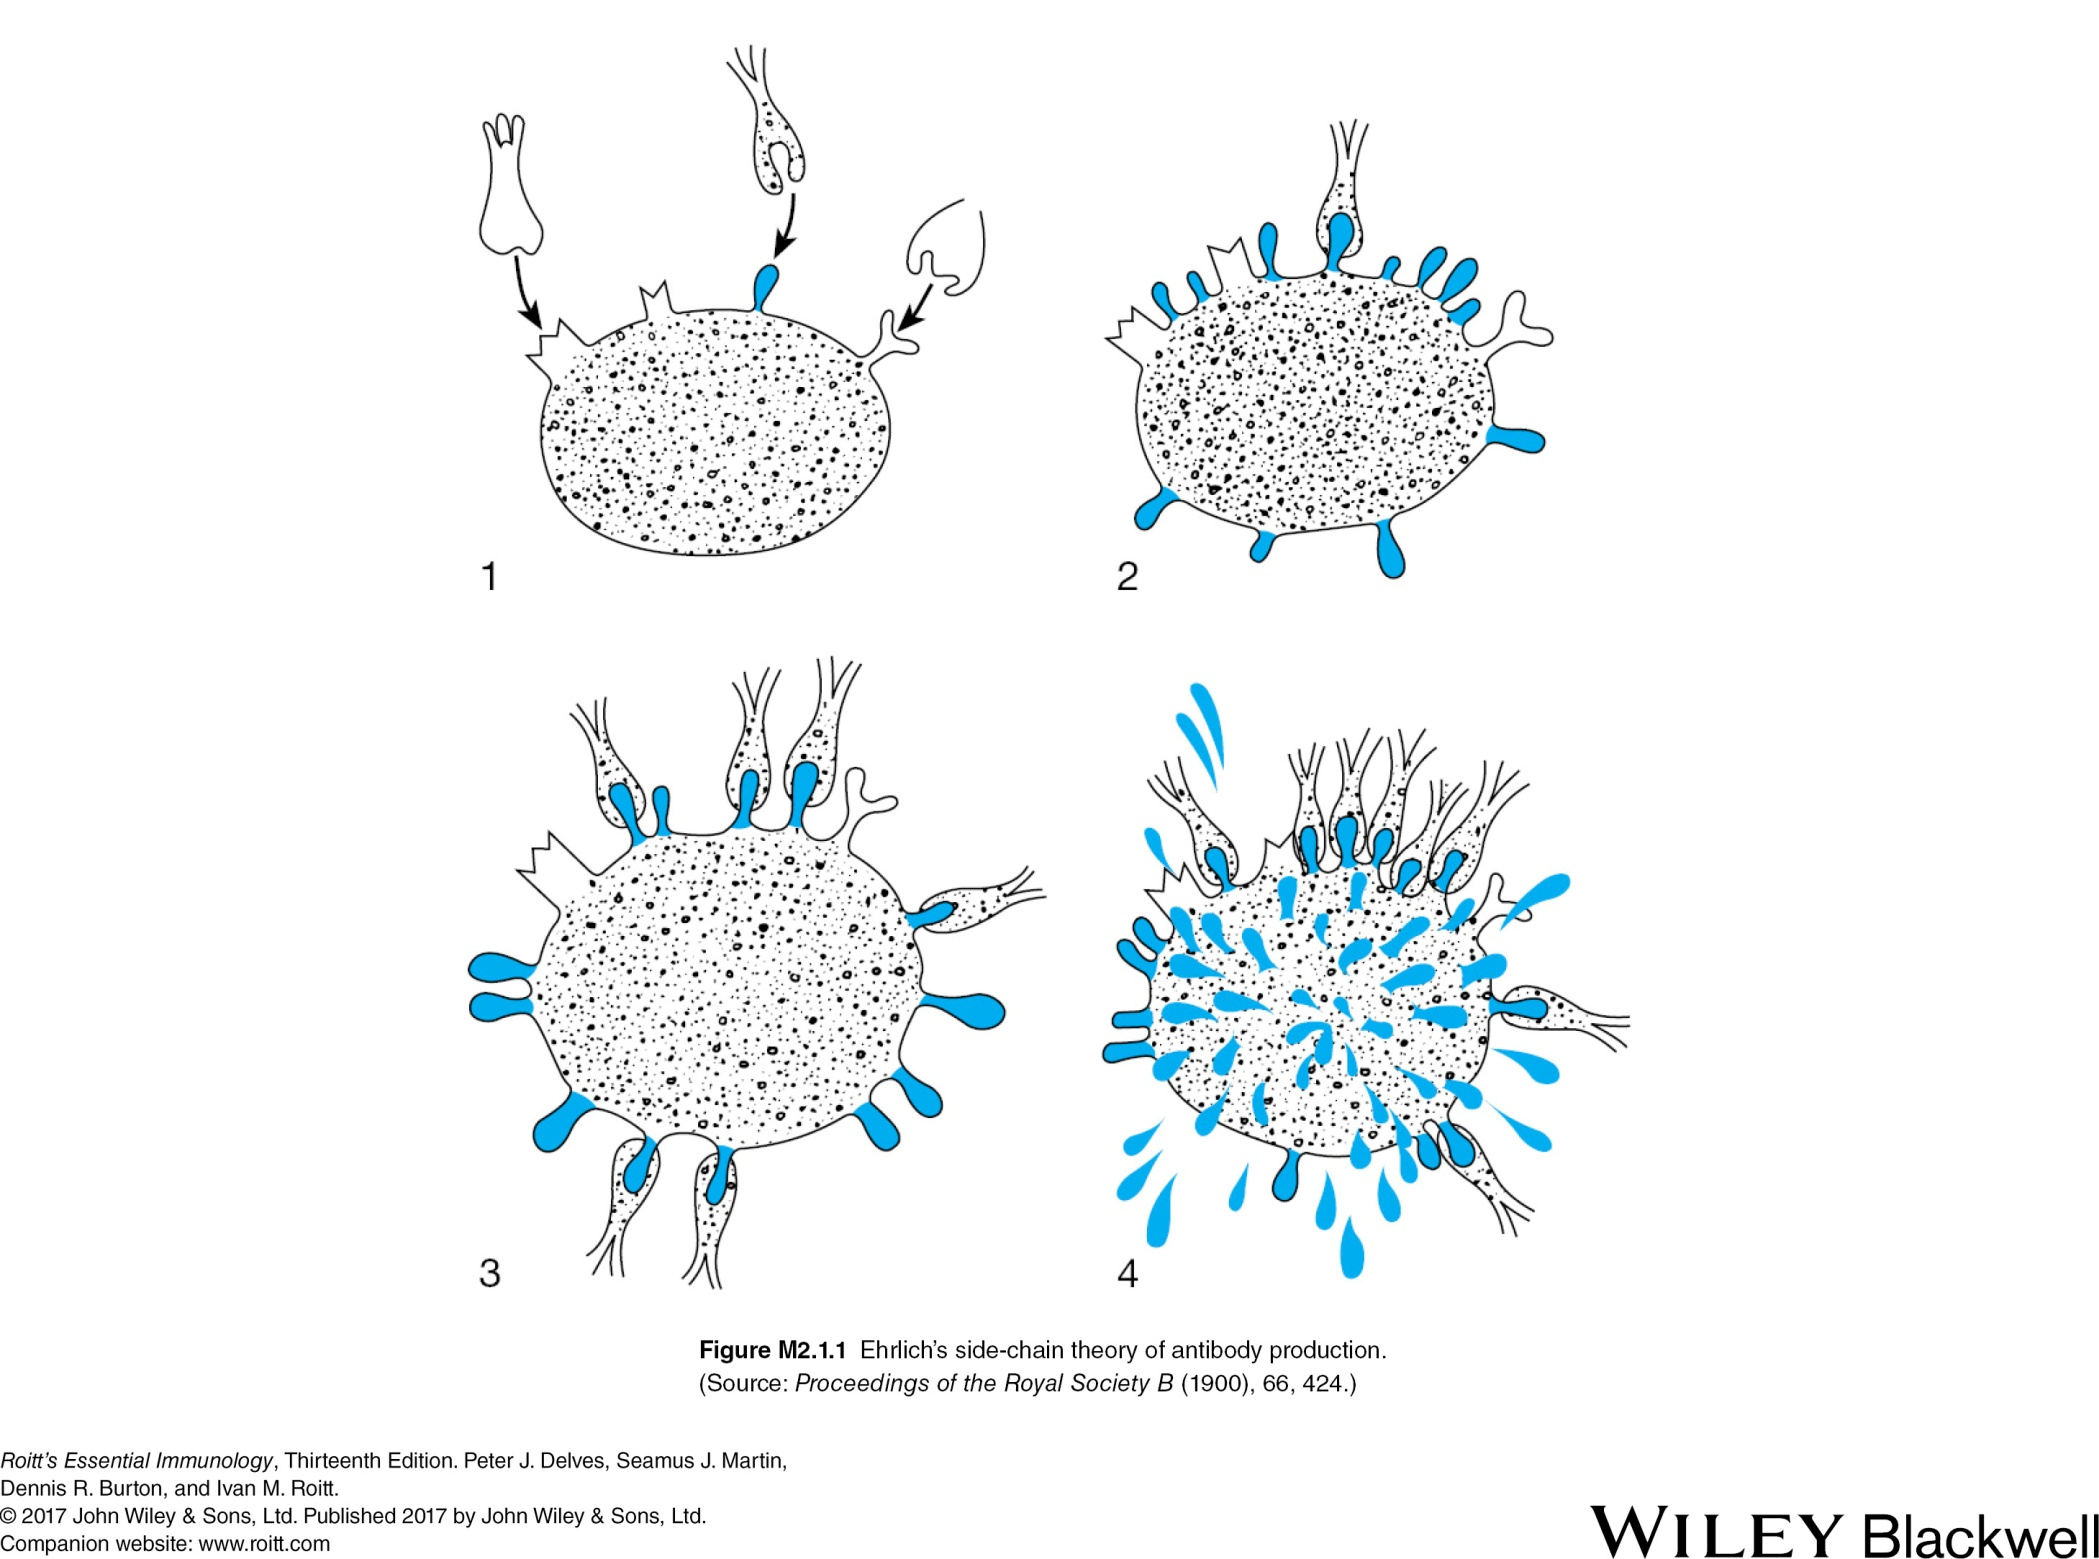 1
2
3
4
Figure M2.1.1 Ehrlich’s side-chain theory of antibody production.
(Source: Proceedings of the Royal Society B (1900), 66, 424.)
Roitt’s Essential Immunology, Thirteenth Edition. Peter J. Delves, Seamus J. Martin,
Dennis R. Burton, and Ivan M. Roitt.
© 2017 John Wiley & Sons, Ltd. Published 2017 by John Wiley & Sons, Ltd.
Companion website: www.roitt.com
WILEY Blackwell